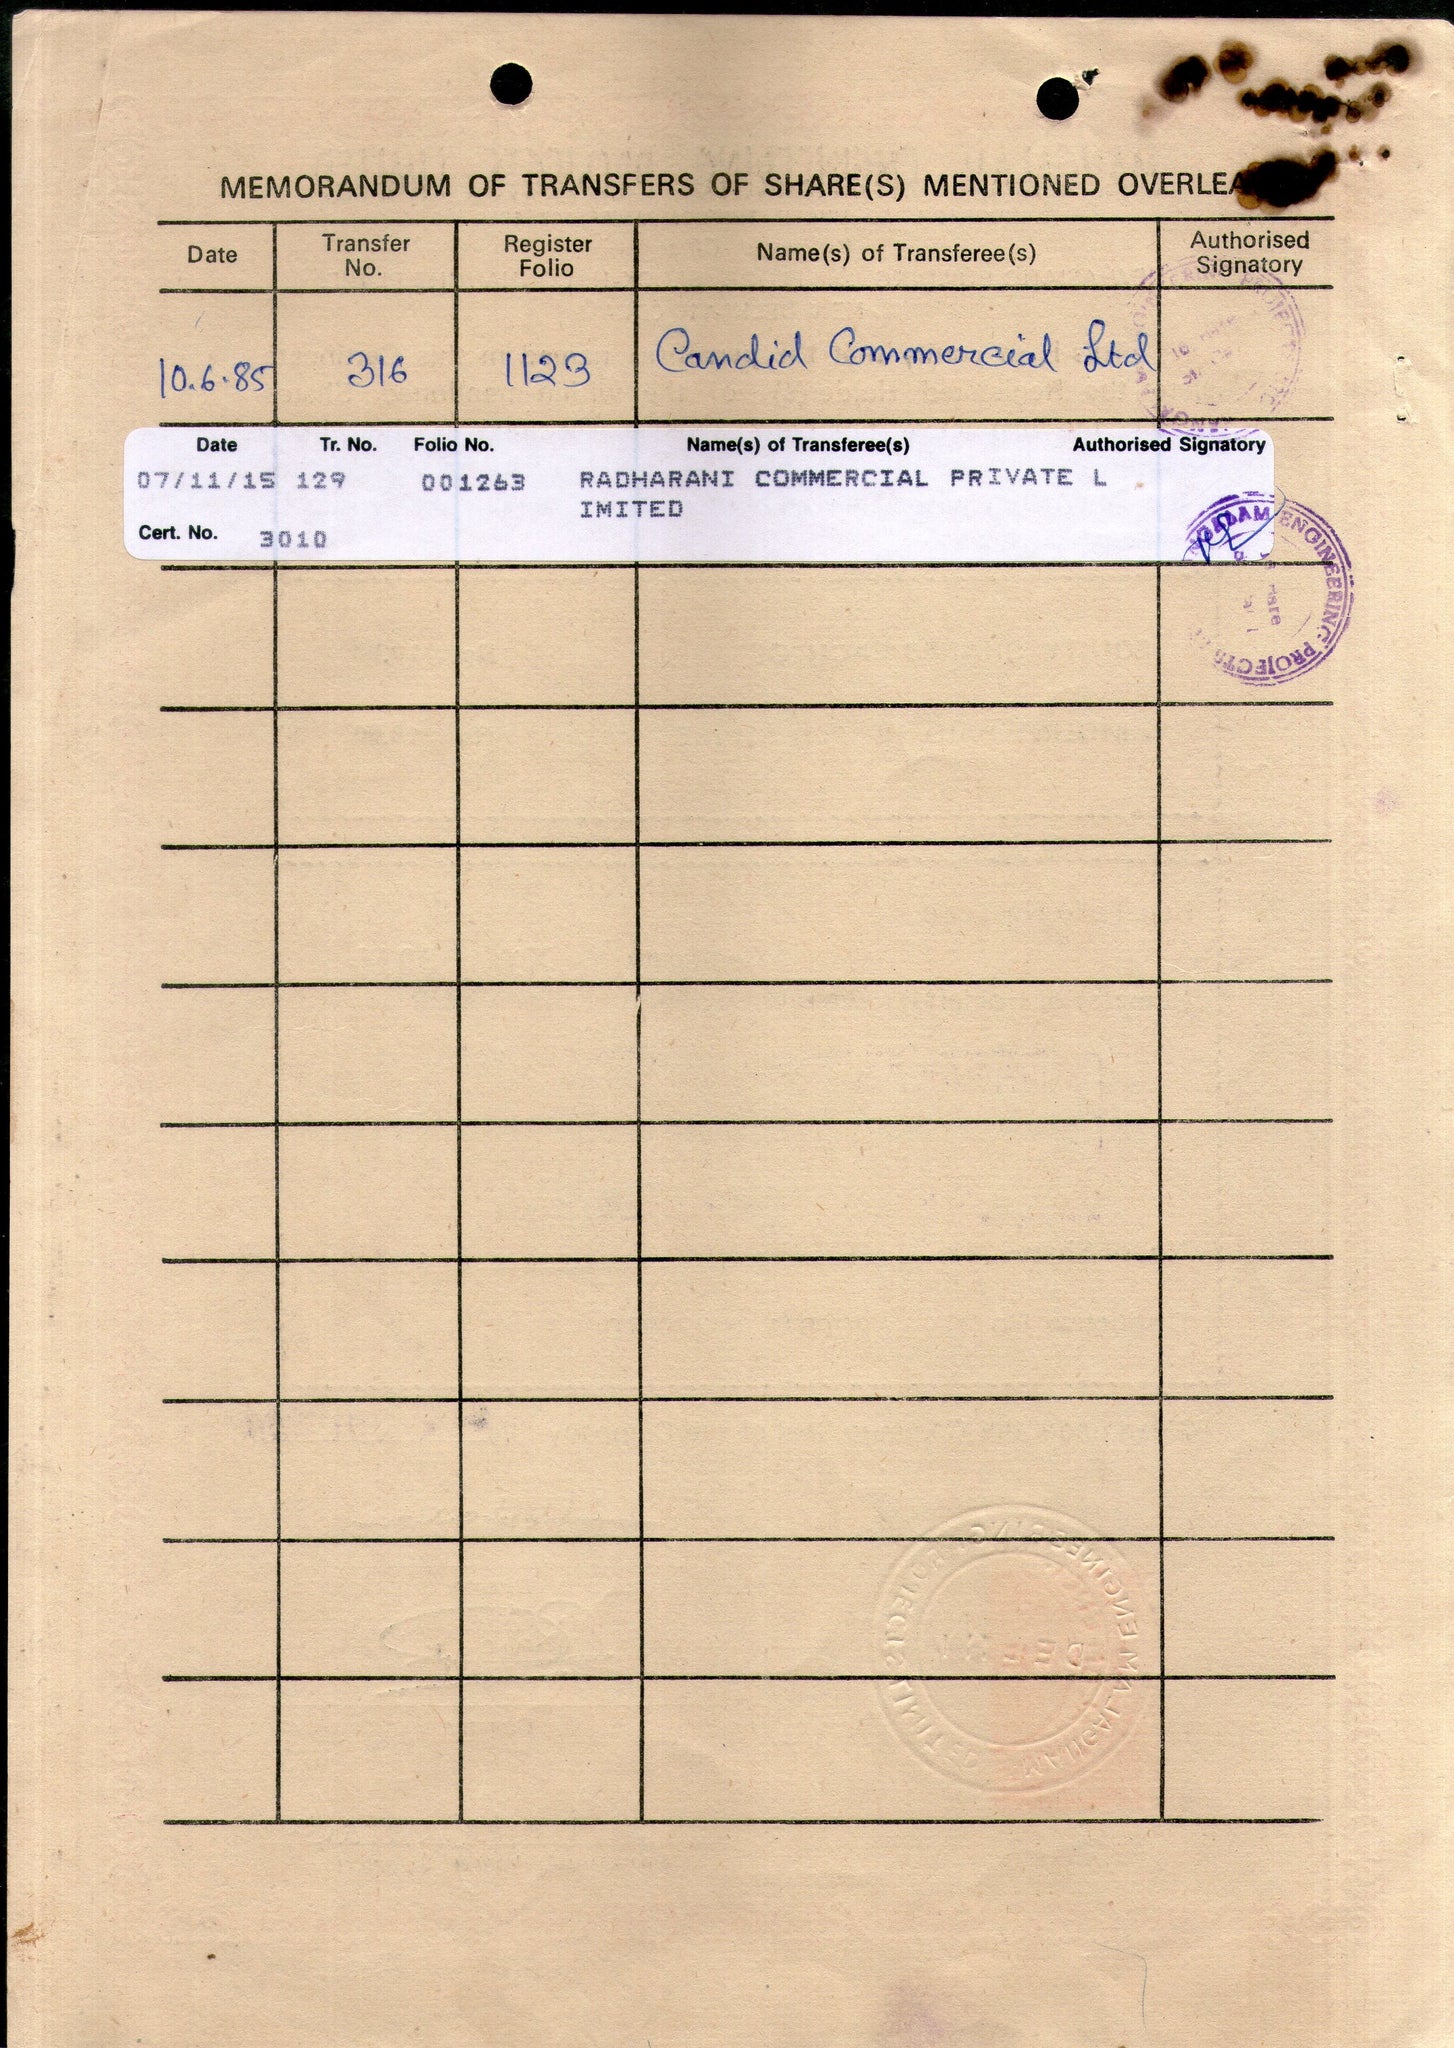 MEMORANDUM OF TRANSFERS OF SHARE(S) MENTIONED
Date Transfer No. Register Folio Name(s) of Transferee(s) Authorised Signatory
10.6.85 316 1123 Candid Commercial Ltd
Date Tr. No. Folio No. Name(s) of Transferee(s) Authorised Signatory
07/11/15 129 001263 RADHARANI COMMERCIAL PRIVATE L
IMITED
Cert. No. 3010
ENGINEERING PROJECTS